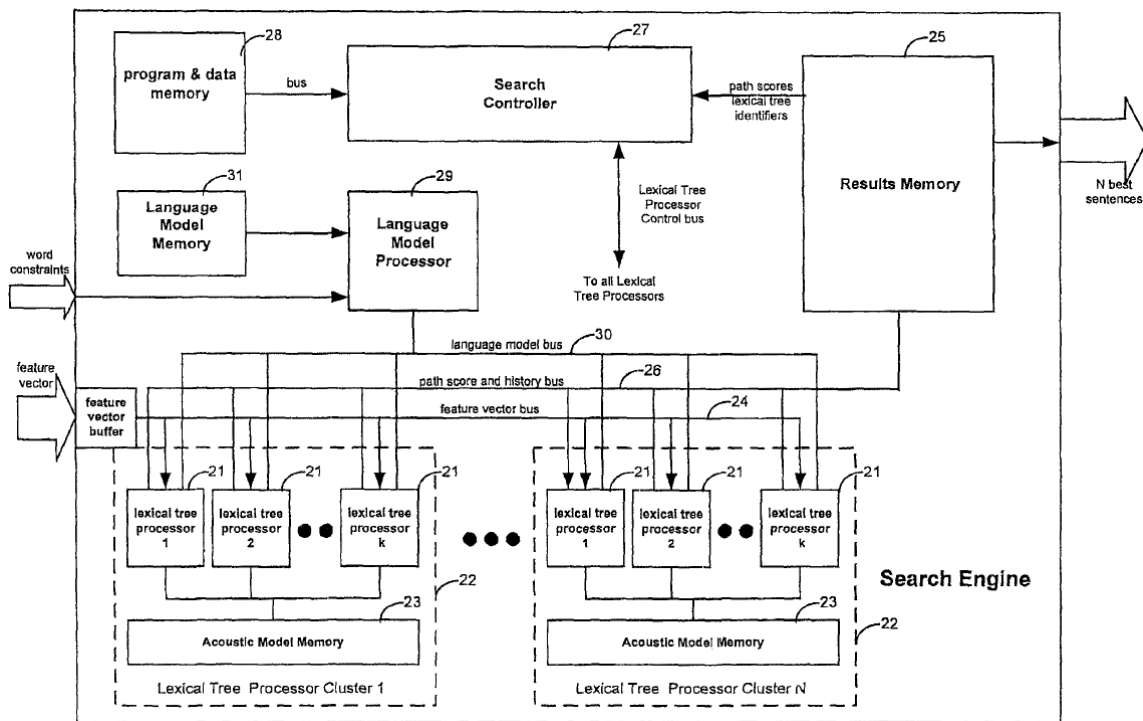 28
program & data
memory
bus
27
Search
Controller
path scores
lexical tree
identifiers
25
Results Memory
N best
sentences
31
Language
Model
Memory
29
Language
Model
Processor
Lexical Tree
Processor
Control bus
To all Lexical
Tree Processors
word
constraints
language model bus
30
feature
vector
path score and history bus
26
feature
vector
buffer
feature vector bus
24
21
21
21
21
21
21
lexical tree
processor
1
lexical tree
processor
2
lexical tree
processor
k
lexical tree
processor
1
lexical tree
processor
2
lexical tree
processor
k
22
Search Engine
23
Acoustic Model Memory
23
Acoustic Model Memory
22
Lexical Tree Processor Cluster 1
Lexical Tree Processor Cluster N